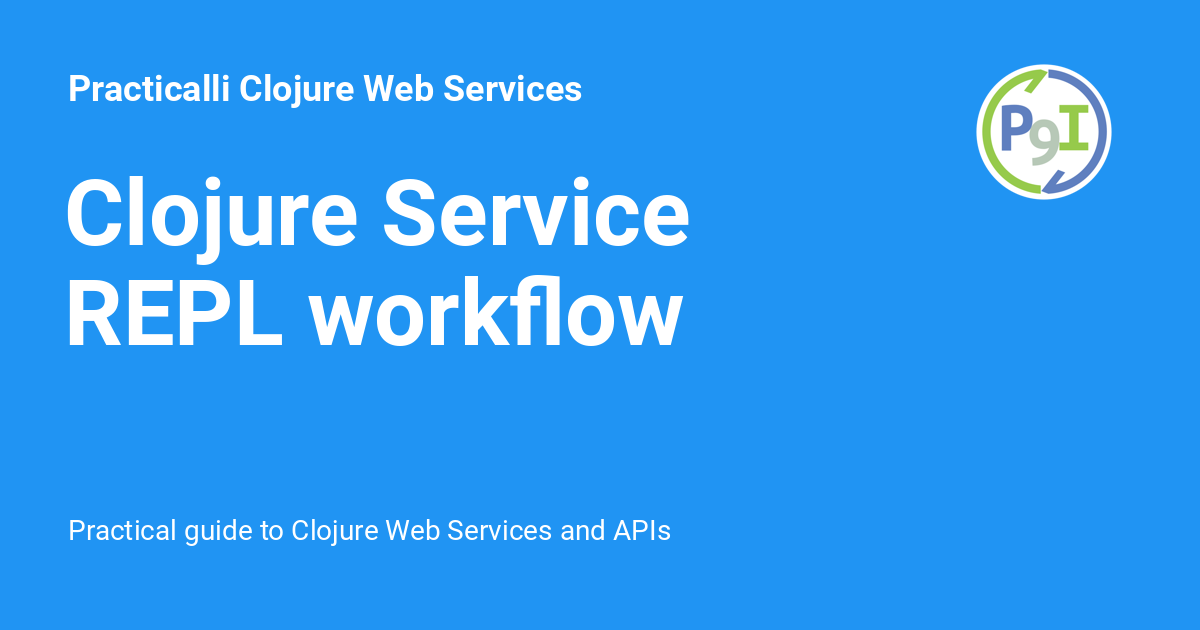 Practicalli Clojure Web Services
Clojure Service
REPL workflow
Practical guide to Clojure Web Services and APIs
P9I